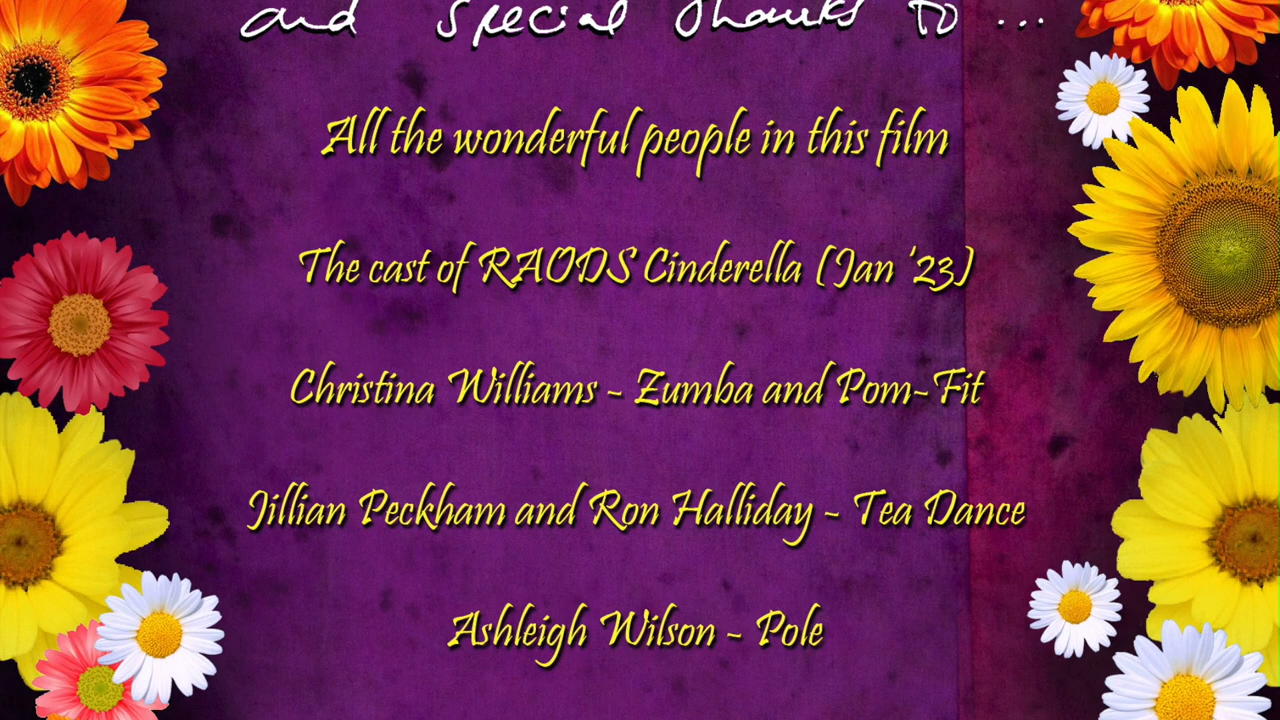 and special thanks to ...
All the wonderful people in this film
The cast of RAODS Cinderella (Jan '23)
Christina Williams - Zumba and Pom-Fit
Jillian Peckham and Ron Halliday - Tea Dance
Ashleigh Wilson - Pole